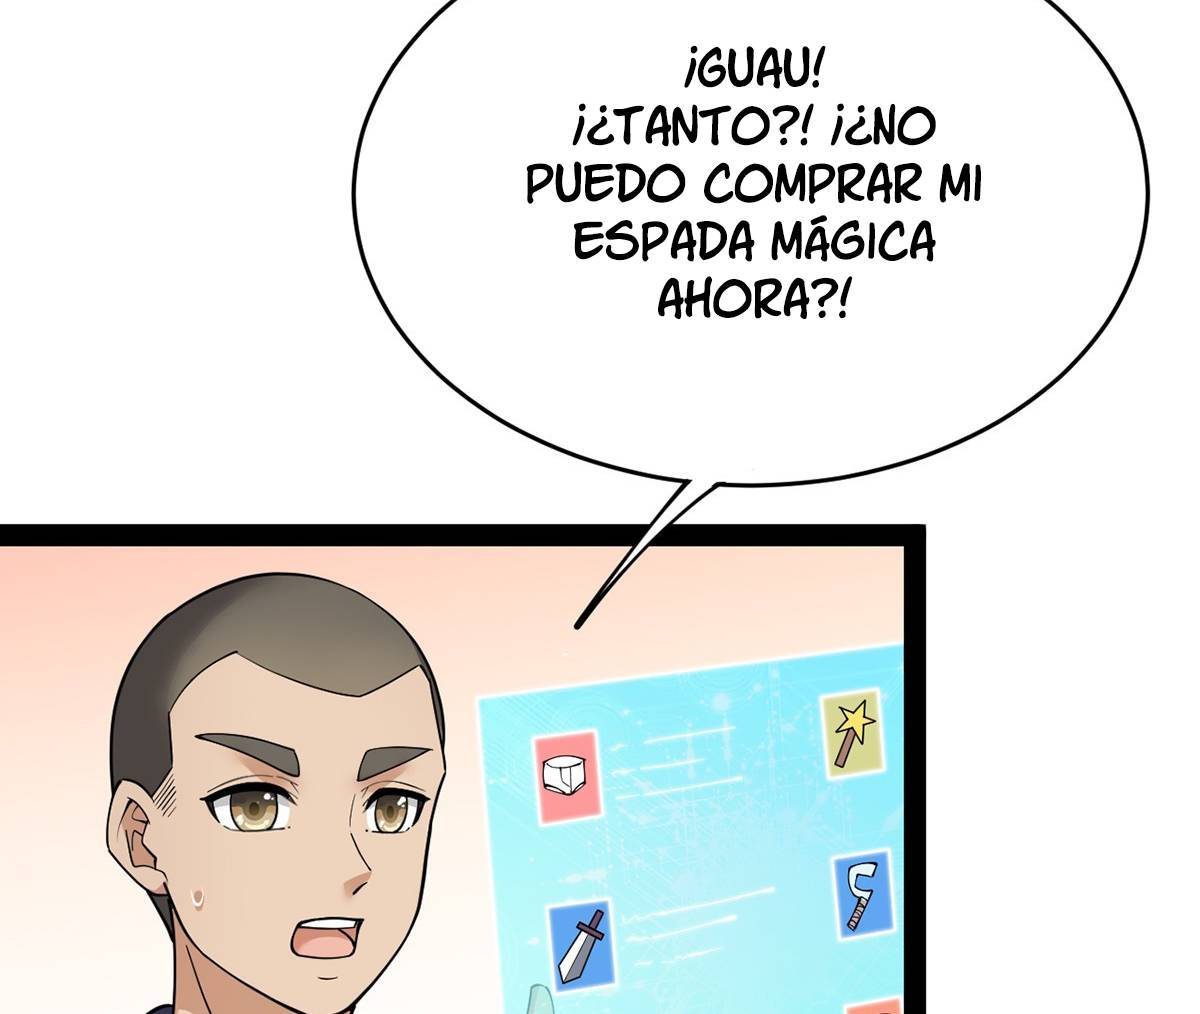 ¡GUAU!
¡¿TANTO?! ¡¿NO
PUEDO COMPRAR MI
ESPADA MÁGICA
AHORA?!